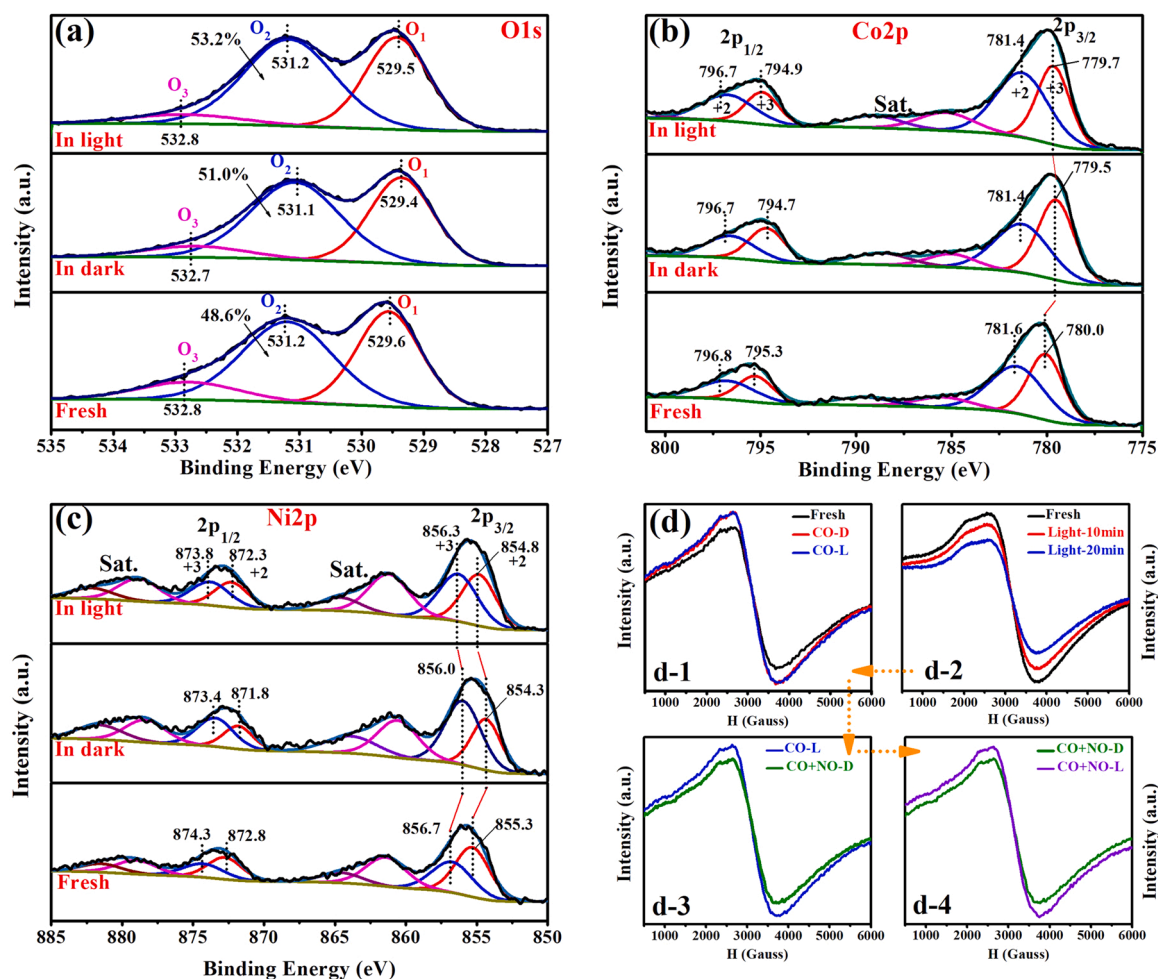 (a)
O1s
O2
53.2%
531.2
O1
529.5
O3
532.8
In light
O2
51.0%
531.1
O1
529.4
O3
532.7
In dark
O2
48.6%
531.2
O1
529.6
O3
532.8
Fresh
Intensity (a.u.)
535 534 533 532 531 530 529 528 527
Binding Energy (eV)
(b)
Co2p
2p1/2
2p3/2
796.7 794.9
+2 +3
Sat.
781.4
779.7
+2 +3
In light
796.7 794.7
781.4
779.5
In dark
796.8 795.3
781.6
780.0
Fresh
Intensity (a.u.)
800 795 790 785 780 775
Binding Energy (eV)
(c)
Ni2p
2p1/2
2p3/2
Sat.
873.8 872.3
+3 +2
Sat.
856.3
+3
854.8
+2
In light
873.4 871.8
856.0
854.3
In dark
874.3 872.8
856.7
855.3
Fresh
Intensity (a.u.)
885 880 875 870 865 860 855 850
Binding Energy (eV)
(d)
Fresh
CO-D
CO-L
d-1
Intensity (a.u.)
1000 2000 3000 4000 5000 6000
H (Gauss)
Fresh
Light-10min
Light-20min
d-2
Intensity (a.u.)
1000 2000 3000 4000 5000 6000
H (Gauss)
CO-L
CO+NO-D
d-3
Intensity (a.u.)
1000 2000 3000 4000 5000 6000
H (Gauss)
CO+NO-D
CO+NO-L
d-4
Intensity (a.u.)
1000 2000 3000 4000 5000 6000
H (Gauss)